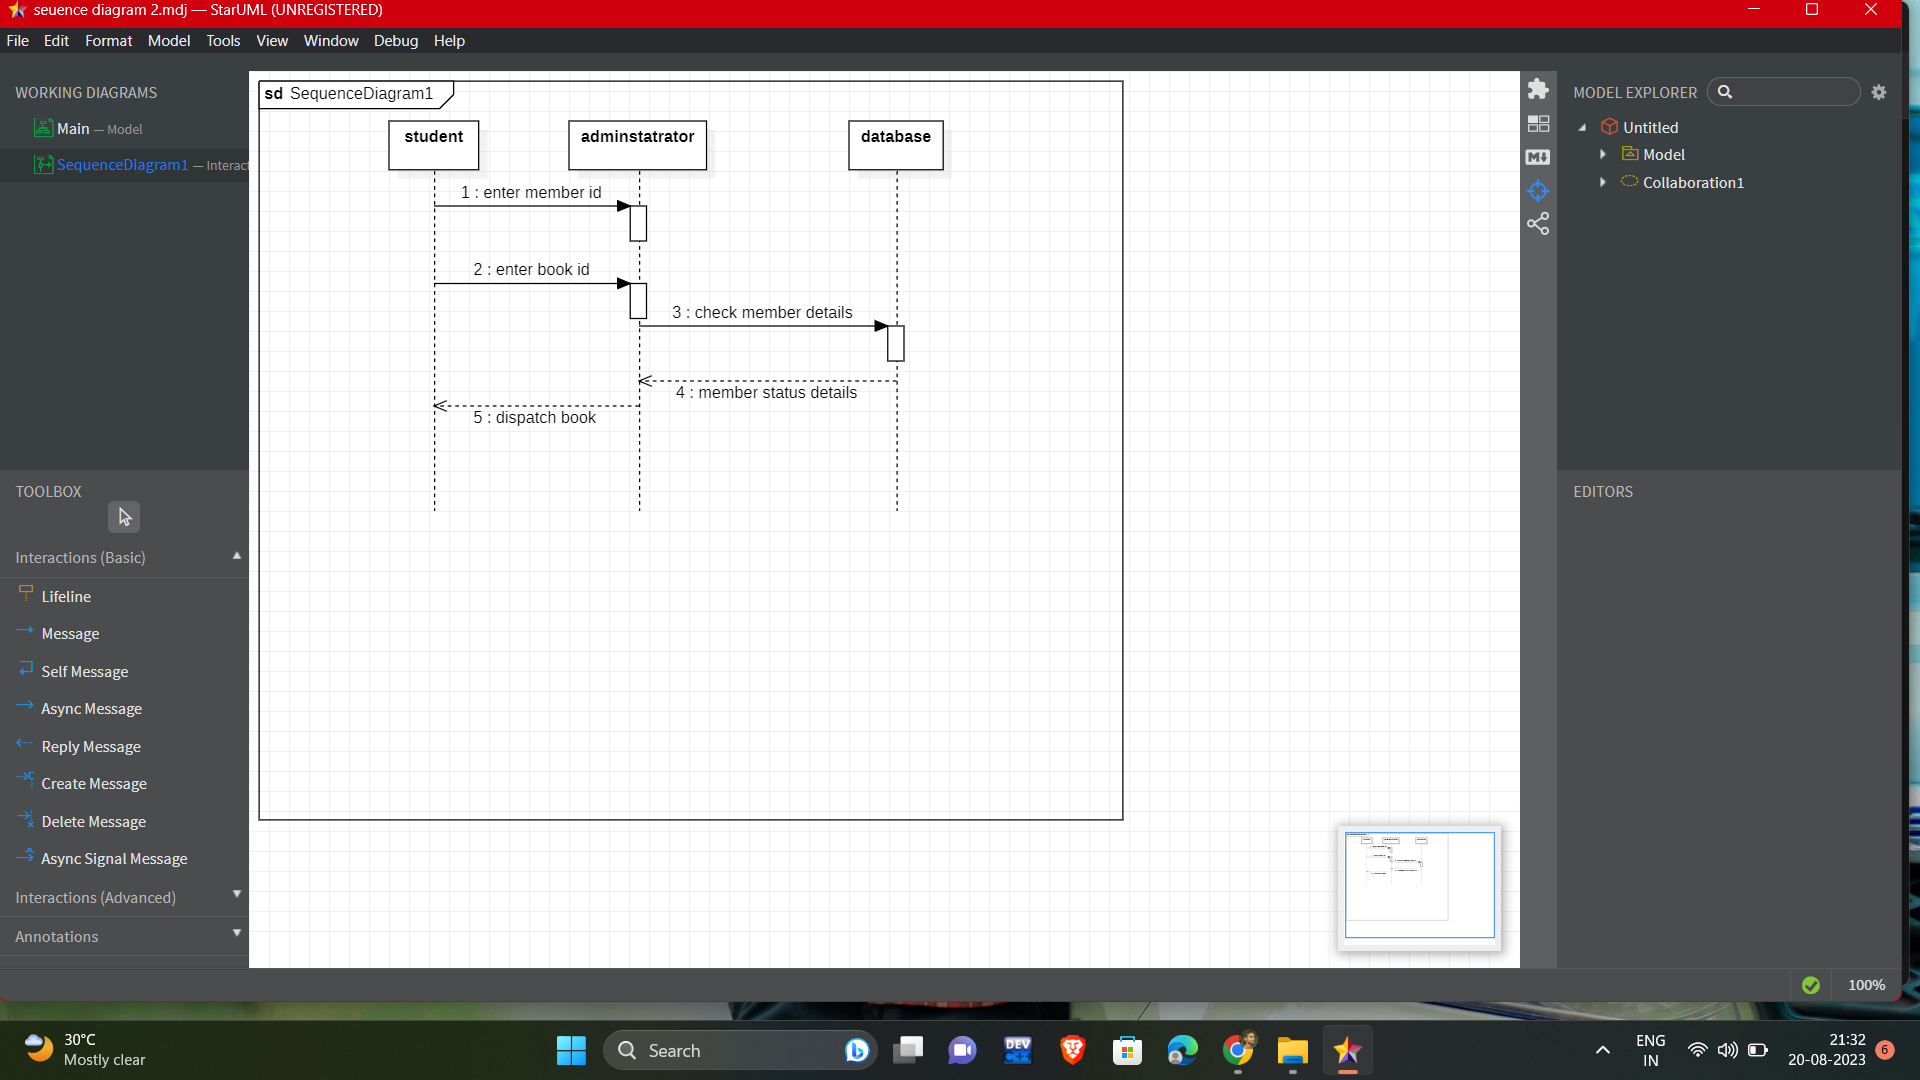 seuence diagram 2.mdj — StarUML (UNREGISTERED)
File Edit Format Model Tools View Window Debug Help
WORKING DIAGRAMS
Main — Model
SequenceDiagram1 — Interact
TOOLBOX
Interactions (Basic)
Lifeline
Message
Self Message
Async Message
Reply Message
Create Message
Delete Message
Async Signal Message
Interactions (Advanced)
Annotations
sd SequenceDiagram1
student adminstatrator database
1 : enter member id
2 : enter book id
3 : check member details
4 : member status details
5 : dispatch book
MODEL EXPLORER
Untitled
Model
Collaboration1
EDITORS
100%
30°C
Mostly clear
Search
DEV
C++
ENG
IN
21:32
20-08-2023
6